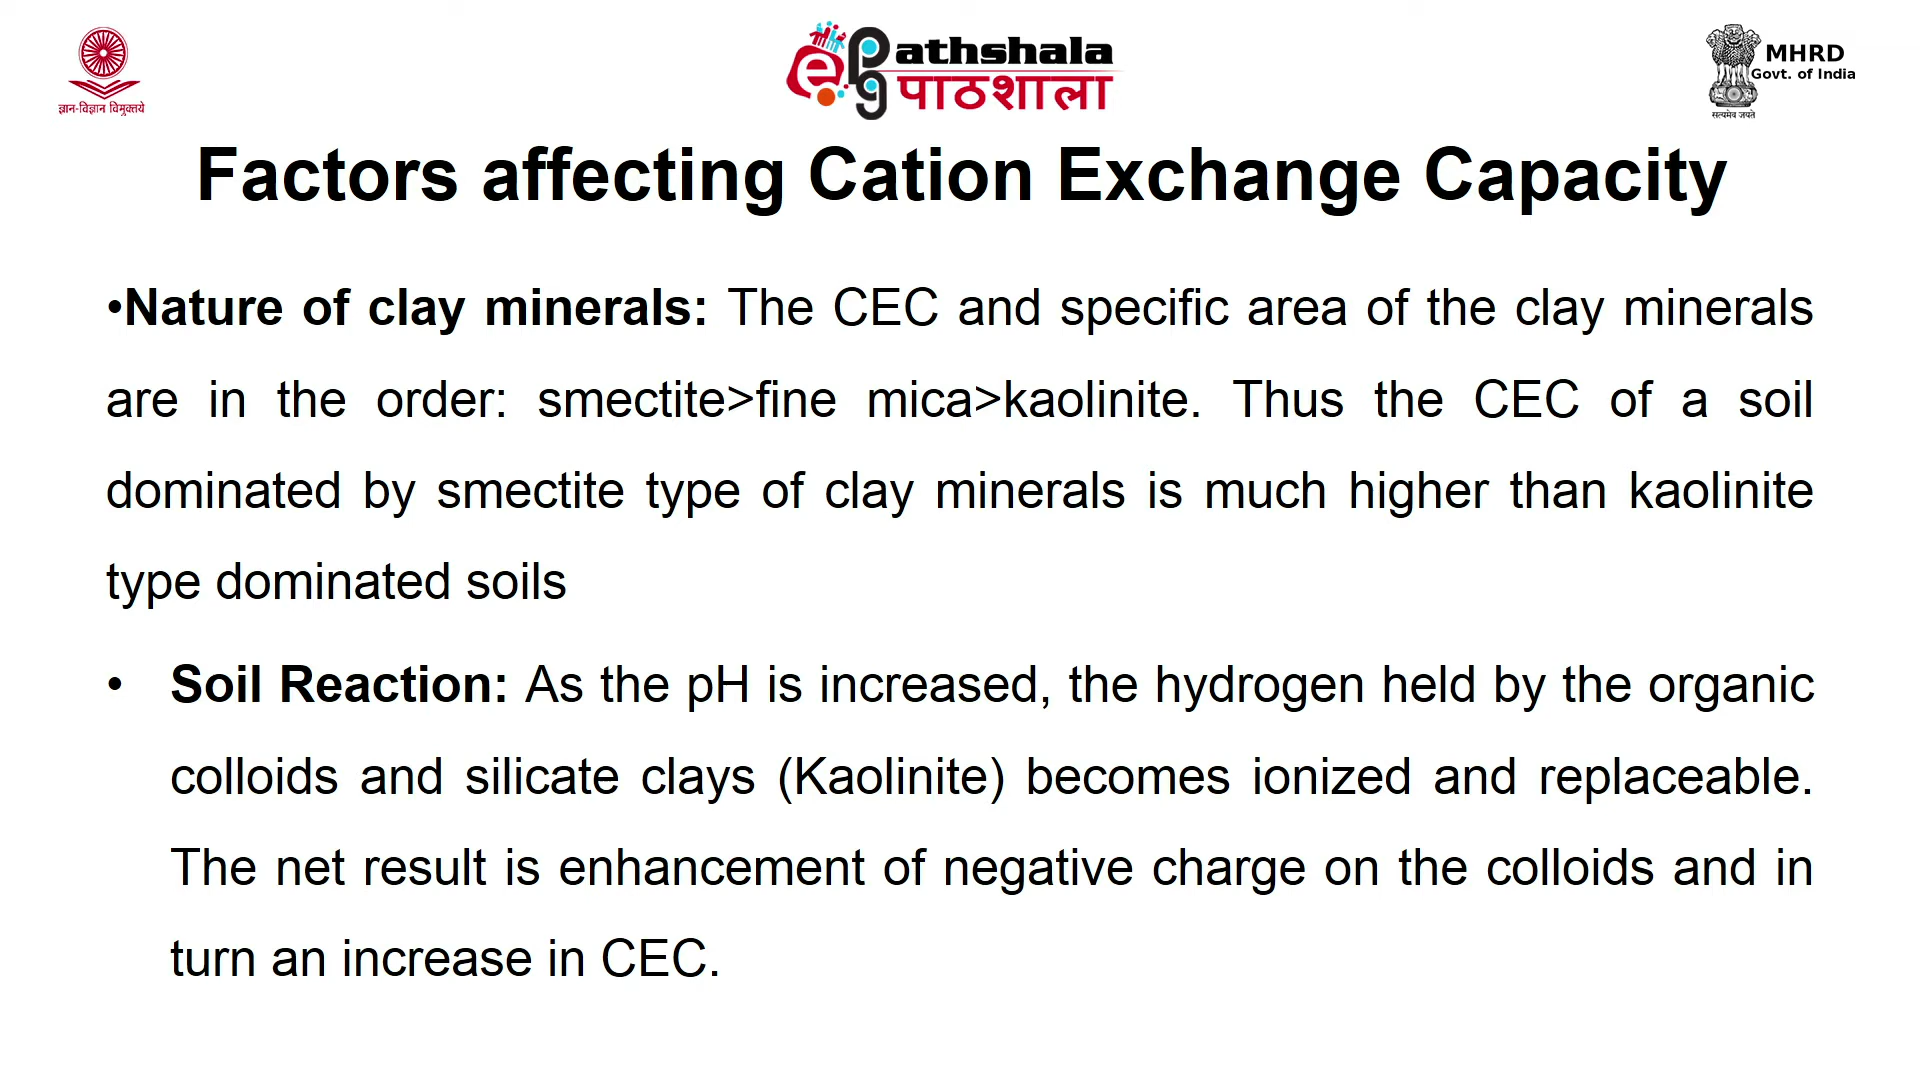 ज्ञान-विज्ञान विमुक्तये
ePG Pathshala
पाठशाला
MHRD
Govt. of India
सत्यमेव जयते
Factors affecting Cation Exchange Capacity
•Nature of clay minerals: The CEC and specific area of the clay minerals
are in the order: smectite>fine mica>kaolinite. Thus the CEC of a soil
dominated by smectite type of clay minerals is much higher than kaolinite
type dominated soils
• Soil Reaction: As the pH is increased, the hydrogen held by the organic
colloids and silicate clays (Kaolinite) becomes ionized and replaceable.
The net result is enhancement of negative charge on the colloids and in
turn an increase in CEC.